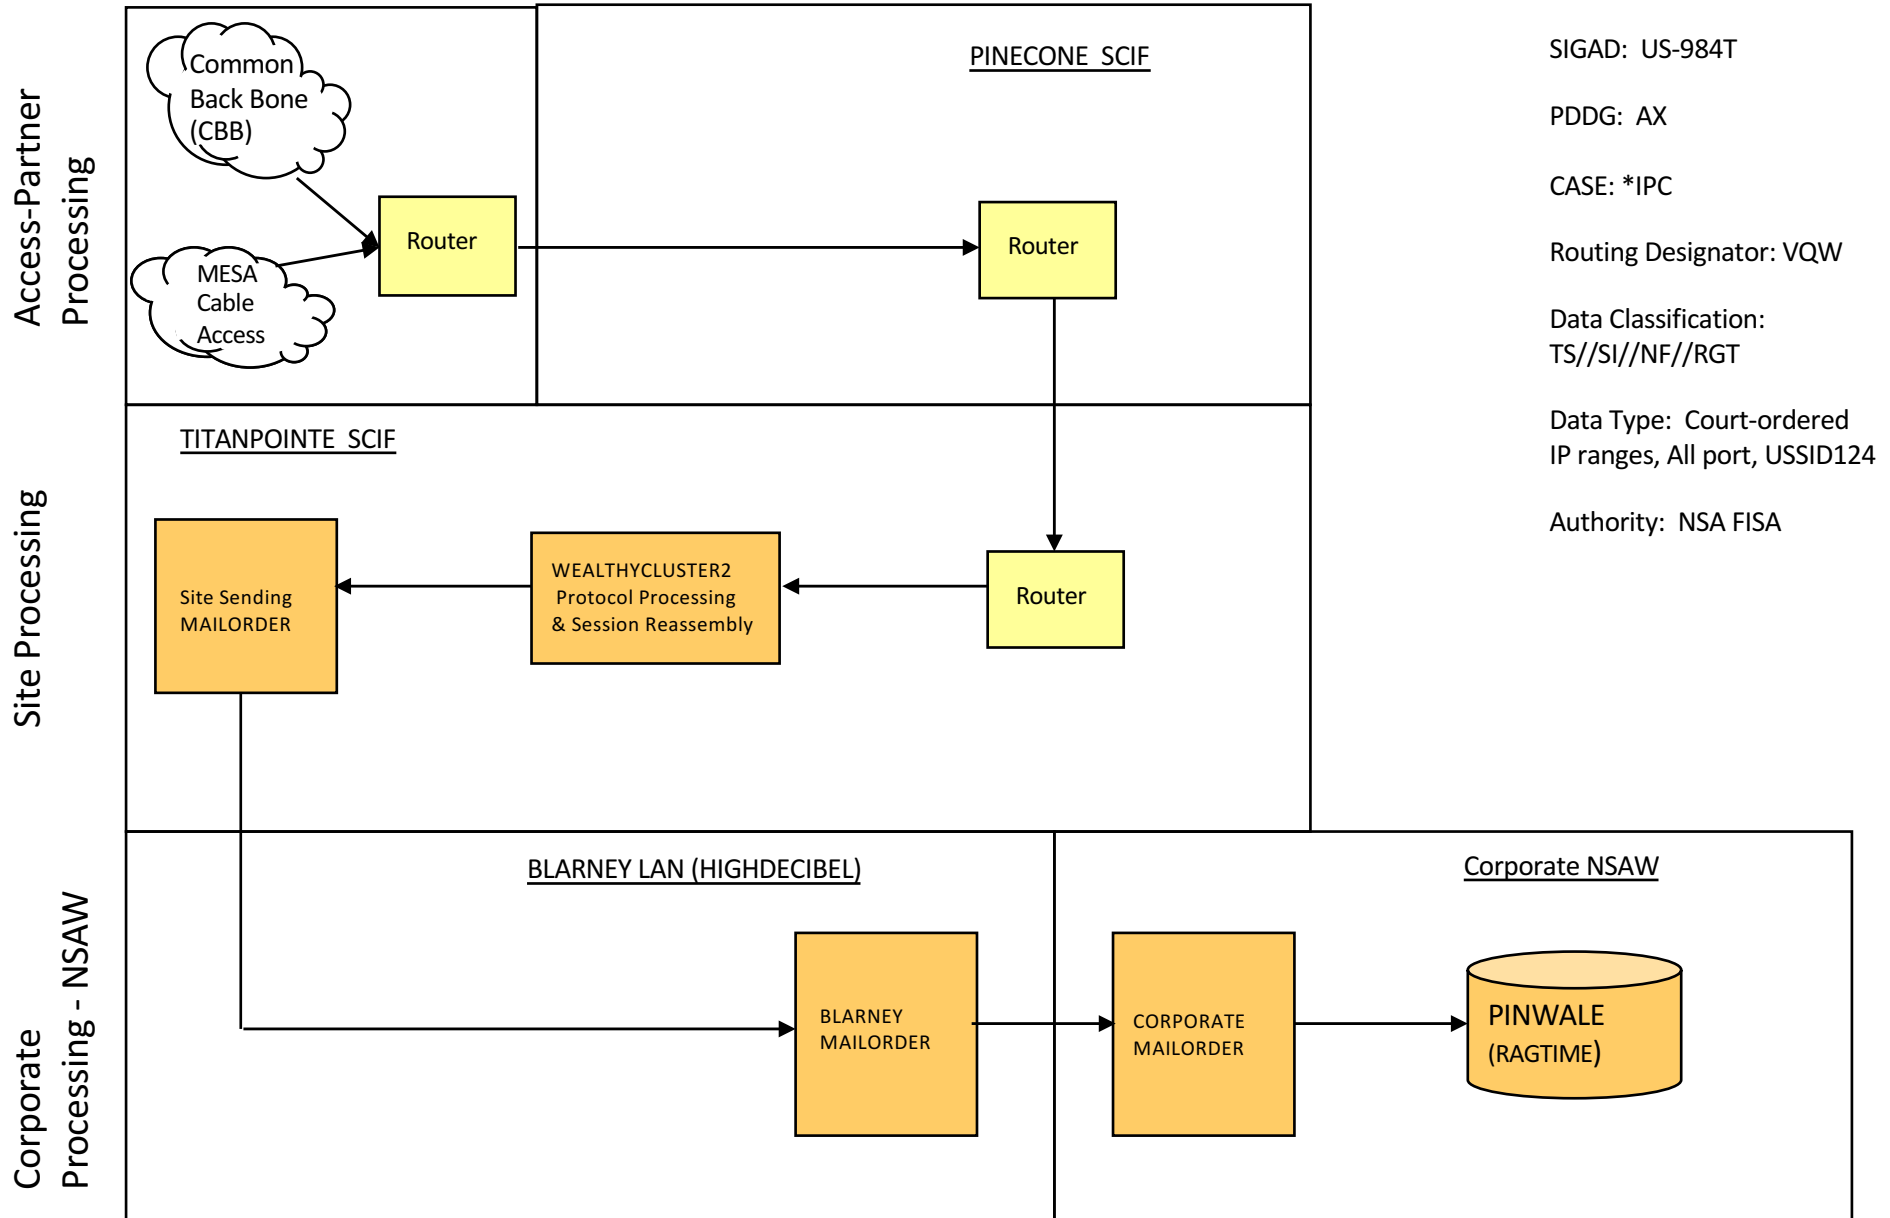 Access-Partner
Processing
Common
Back Bone
(CBB)
MESA
Cable
Access
Router
PINECONE SCIF
Router
SIGAD: US-984T
PDDG: AX
CASE: *IPC
Routing Designator: VQW
Data Classification:
TS//SI//NF//RGT
Data Type: Court-ordered
IP ranges, All port, USSID124
Authority: NSA FISA
Site Processing
TITANPOINTE SCIF
Site Sending
MAILORDER
WEALTHYCLUSTER2
Protocol Processing
& Session Reassembly
Router
Corporate
Processing - NSAW
BLARNEY LAN (HIGHDECIBEL)
BLARNEY
MAILORDER
Corporate NSAW
CORPORATE
MAILORDER
PINWALE
(RAGTIME)